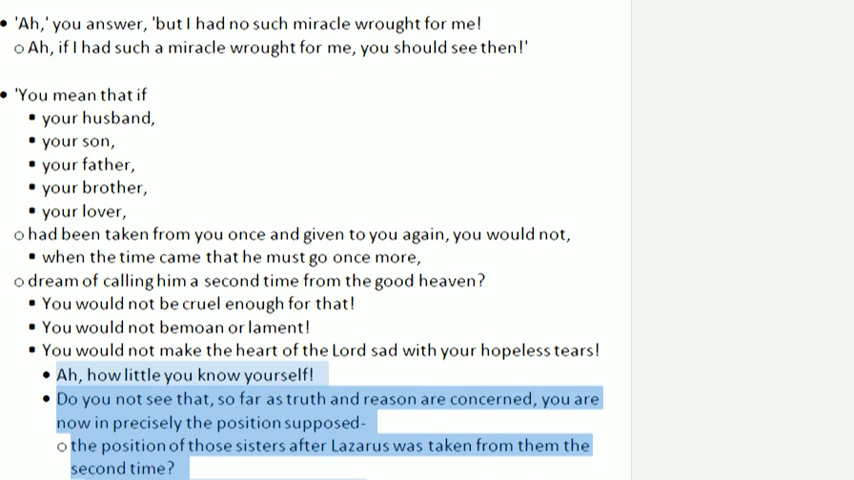 • 'Ah,' you answer, 'but I had no such miracle wrought for me!
o Ah, if I had such a miracle wrought for me, you should see then!'
• 'You mean that if
▪ your husband,
▪ your son,
▪ your father,
▪ your brother,
▪ your lover,
o had been taken from you once and given to you again, you would not,
▪ when the time came that he must go once more,
o dream of calling him a second time from the good heaven?
▪ You would not be cruel enough for that!
▪ You would not bemoan or lament!
▪ You would not make the heart of the Lord sad with your hopeless tears!
• Ah, how little you know yourself!
• Do you not see that, so far as truth and reason are concerned, you are
now in precisely the position supposed-
o the position of those sisters after Lazarus was taken from them the
second time?